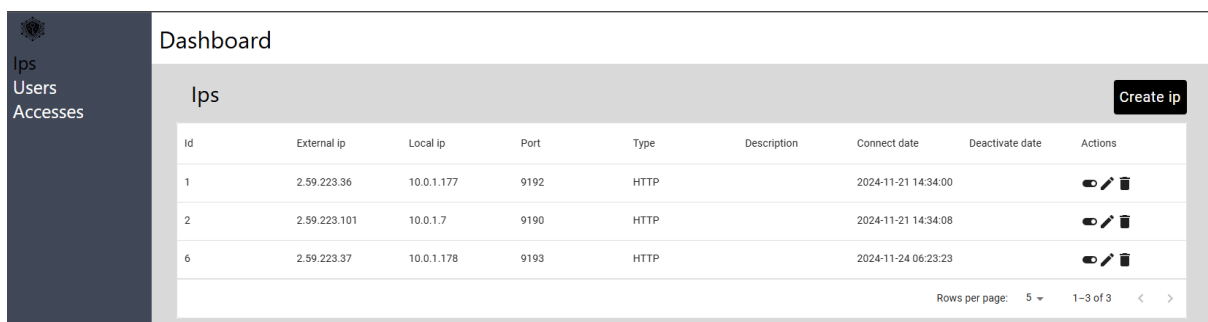 Dashboard
Ips
Users
Accesses
Ips
Create ip
Id External ip Local ip Port Type Description Connect date Deactivate date Actions
1 2.59.223.36 10.0.1.177 9192 HTTP 2024-11-21 14:34:00
2 2.59.223.101 10.0.1.7 9190 HTTP 2024-11-21 14:34:08
6 2.59.223.37 10.0.1.178 9193 HTTP 2024-11-24 06:23:23
Rows per page: 5 1–3 of 3